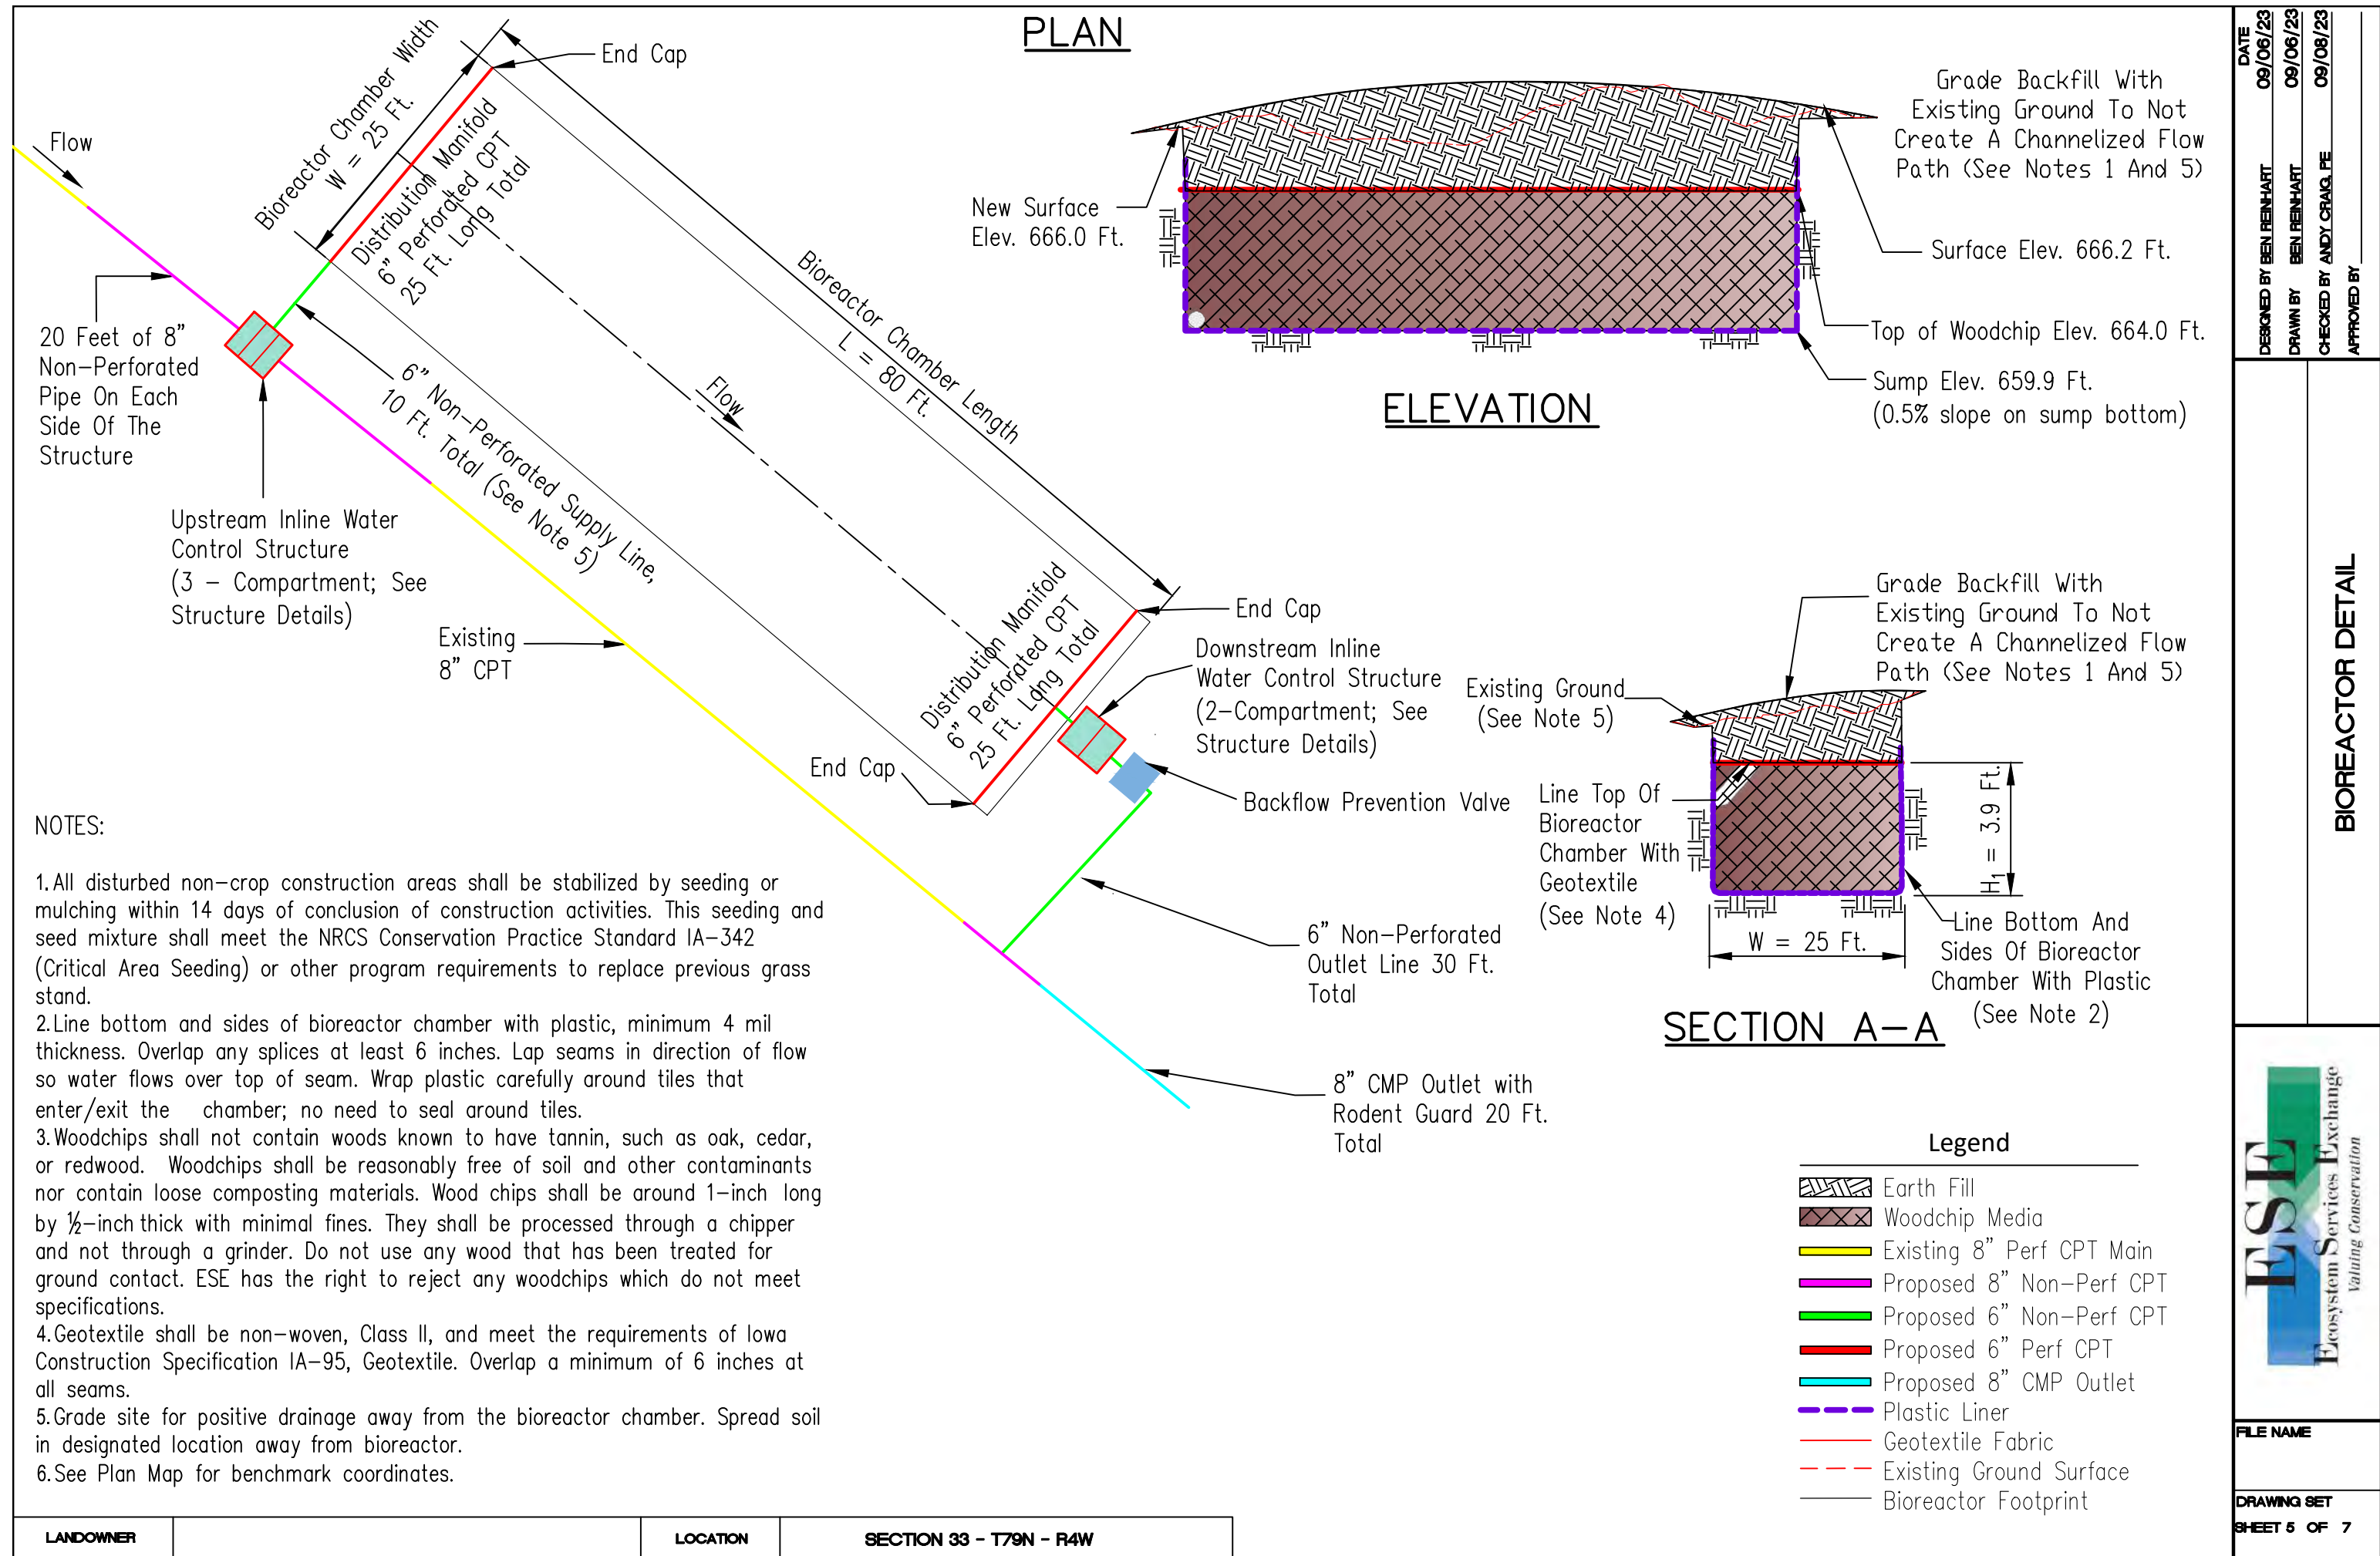 PLAN
Flow
Bioreactor Chamber Width
W = 25 Ft.
End Cap
Distribution Manifold
6" Perforated CPT
25 Ft. Long Total
20 Feet of 8"
Non-Perforated
Pipe On Each
Side Of The
Structure
Upstream Inline Water
Control Structure
(3 - Compartment; See
Structure Details)
6" Non-Perforated Supply Line,
10 Ft. Total (See Note 5)
Flow
Bioreactor Chamber Length
L = 80 Ft.
Existing
8" CPT
Distribution Manifold
6" Perforated CPT
25 Ft. Long Total
End Cap
End Cap
Downstream Inline
Water Control Structure
(2-Compartment; See
Structure Details)
Backflow Prevention Valve
6" Non-Perforated
Outlet Line 30 Ft.
Total
8" CMP Outlet with
Rodent Guard 20 Ft.
Total
New Surface
Elev. 666.0 Ft.
Grade Backfill With
Existing Ground To Not
Create A Channelized Flow
Path (See Notes 1 And 5)
Surface Elev. 666.2 Ft.
Top of Woodchip Elev. 664.0 Ft.
Sump Elev. 659.9 Ft.
(0.5% slope on sump bottom)
ELEVATION
Grade Backfill With
Existing Ground To Not
Create A Channelized Flow
Path (See Notes 1 And 5)
Existing Ground
(See Note 5)
Line Top Of
Bioreactor
Chamber With
Geotextile
(See Note 4)
H1 = 3.9 Ft.
W = 25 Ft.
Line Bottom And
Sides Of Bioreactor
Chamber With Plastic
(See Note 2)
SECTION A-A
NOTES:
1.All disturbed non-crop construction areas shall be stabilized by seeding or
mulching within 14 days of conclusion of construction activities. This seeding and
seed mixture shall meet the NRCS Conservation Practice Standard IA-342
(Critical Area Seeding) or other program requirements to replace previous grass
stand.
2.Line bottom and sides of bioreactor chamber with plastic, minimum 4 mil
thickness. Overlap any splices at least 6 inches. Lap seams in direction of flow
so water flows over top of seam. Wrap plastic carefully around tiles that
enter/exit the chamber; no need to seal around tiles.
3.Woodchips shall not contain woods known to have tannin, such as oak, cedar,
or redwood. Woodchips shall be reasonably free of soil and other contaminants
nor contain loose composting materials. Wood chips shall be around 1-inch long
by ½-inch thick with minimal fines. They shall be processed through a chipper
and not through a grinder. Do not use any wood that has been treated for
ground contact. ESE has the right to reject any woodchips which do not meet
specifications.
4.Geotextile shall be non-woven, Class II, and meet the requirements of Iowa
Construction Specification IA-95, Geotextile. Overlap a minimum of 6 inches at
all seams.
5.Grade site for positive drainage away from the bioreactor chamber. Spread soil
in designated location away from bioreactor.
6.See Plan Map for benchmark coordinates.
Legend
Earth Fill
Woodchip Media
Existing 8" Perf CPT Main
Proposed 8" Non-Perf CPT
Proposed 6" Non-Perf CPT
Proposed 6" Perf CPT
Proposed 8" CMP Outlet
Plastic Liner
Geotextile Fabric
Existing Ground Surface
Bioreactor Footprint
LANDOWNER
LOCATION
SECTION 33 - T79N - R4W
DATE
DESIGNED BY BEN REINHART 09/06/23
DRAWN BY BEN REINHART 09/06/23
CHECKED BY ANDY CRAIG, PE 09/08/23
APPROVED BY
BIOREACTOR DETAIL
ESE
Ecosystem Services Exchange
Valuing Conservation
FILE NAME
DRAWING SET
SHEET 5 OF 7